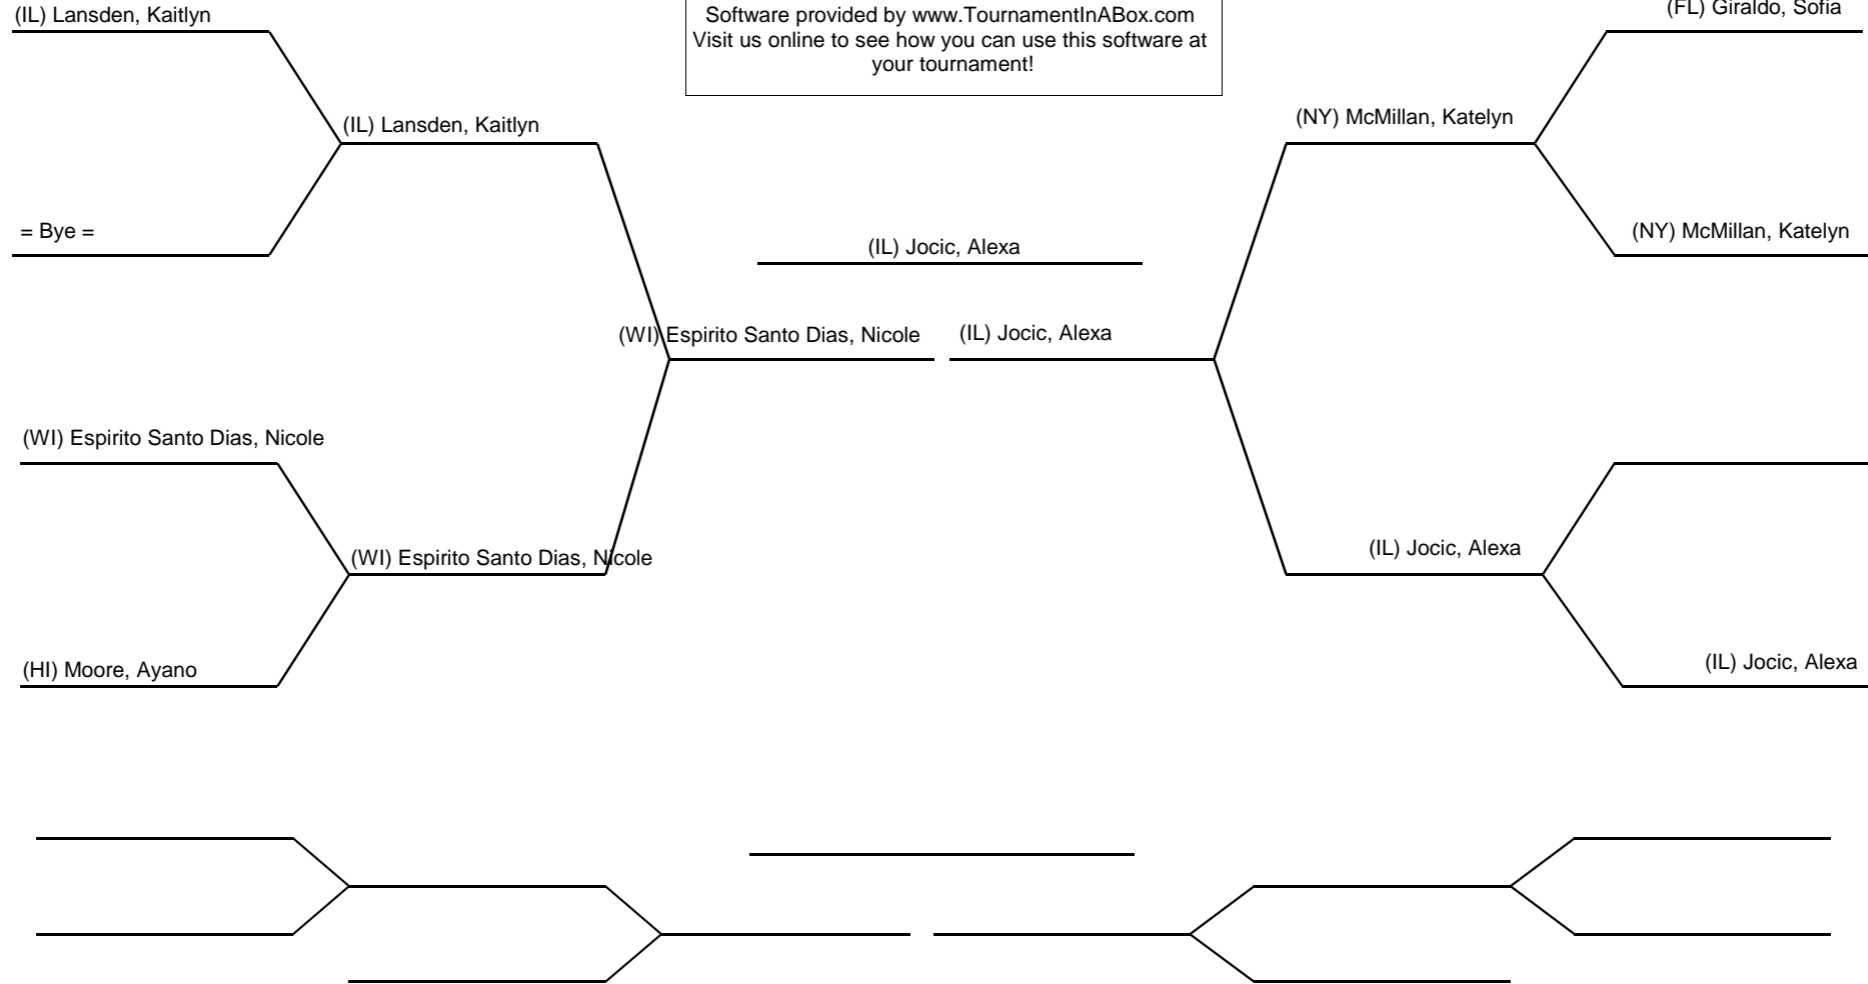 (IL) Lansden, Kaitlyn
Software provided by www.TournamentInABox.com
Visit us online to see how you can use this software at
your tournament!
(FL) Giraldo, Sofia
(IL) Lansden, Kaitlyn
(NY) McMillan, Katelyn
= Bye =
(IL) Jocic, Alexa
(NY) McMillan, Katelyn
(WI) Espirito Santo Dias, Nicole
(IL) Jocic, Alexa
(WI) Espirito Santo Dias, Nicole
(WI) Espirito Santo Dias, Nicole
(IL) Jocic, Alexa
(HI) Moore, Ayano
(IL) Jocic, Alexa